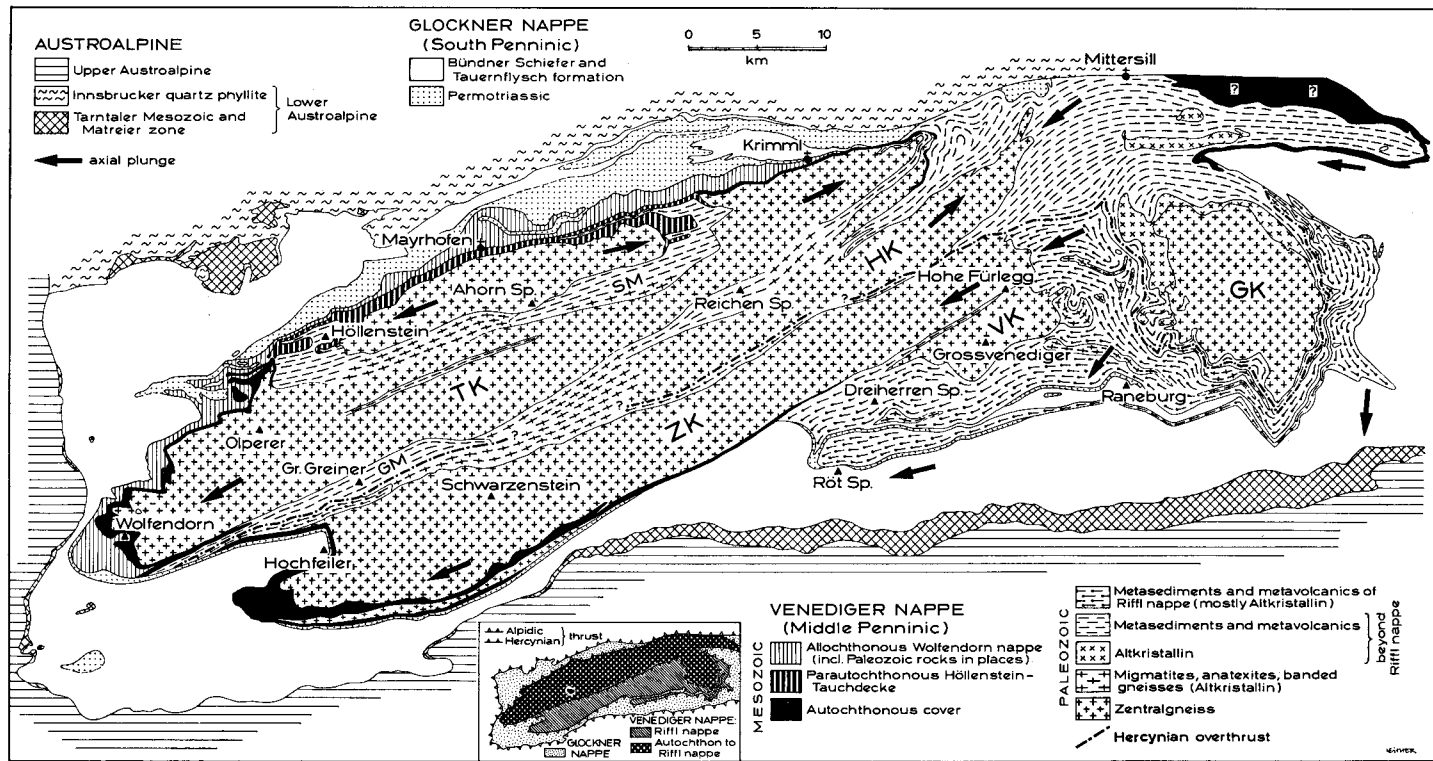 AUSTROALPINE
Upper Austroalpine
Innsbrucker quartz phyllite
Tarntaler Mesozoic and
Matreier zone
Lower
Austroalpine
axial plunge
GLOCKNER NAPPE
(South Penninic)
Bündner Schiefer and
Tauernflysch formation
Permotriassic
0 5 10
km
Mittersill
? ?
Krimml
Mayrhofen
Ahorn Sp.
SM
HK
Reichen Sp.
Hohe Fürlegg
GK
?
Höllenstein
VK
Grossvenediger
TK
Dreiherren Sp.
Raneburg
Olperer
ZK
?
Gr. Greiner
GM
Schwarzenstein
Röt Sp.
Wolfendorn
Hochfeiler
Alpidic
Hercynian
thrust
VENEDIGER NAPPE:
Riffl nappe
Autochthon to
Riffl nappe
GLOCKNER
NAPPE
VENEDIGER NAPPE
(Middle Penninic)
MESOZOIC
Allochthonous Wolfendorn nappe
(incl. Paleozoic rocks in places)
Parautochthonous Höllenstein-
Tauchdecke
Autochthonous cover
PALEOZOIC
Metasediments and metavolcanics of
Riffl nappe (mostly Altkristallin)
Metasediments and metavolcanics
Altkristallin
beyond
Riffl nappe
Migmatites, anatexites, banded
gneisses (Altkristallin)
Zentralgneiss
Hercynian overthrust